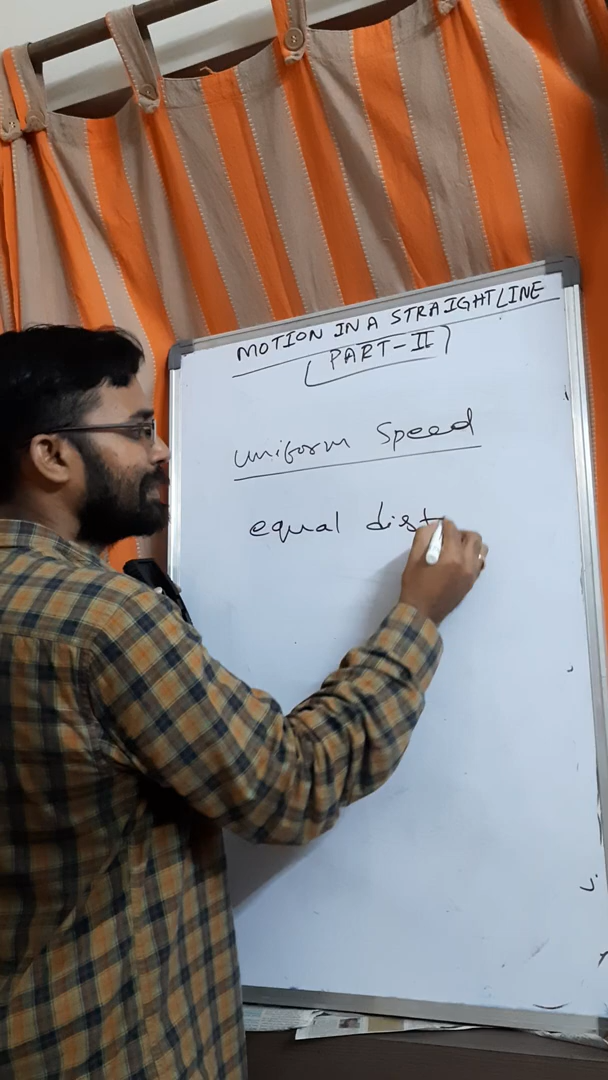 MOTION IN A STRAIGHTLINE
(PART-II)
uniform Speed
equal dist